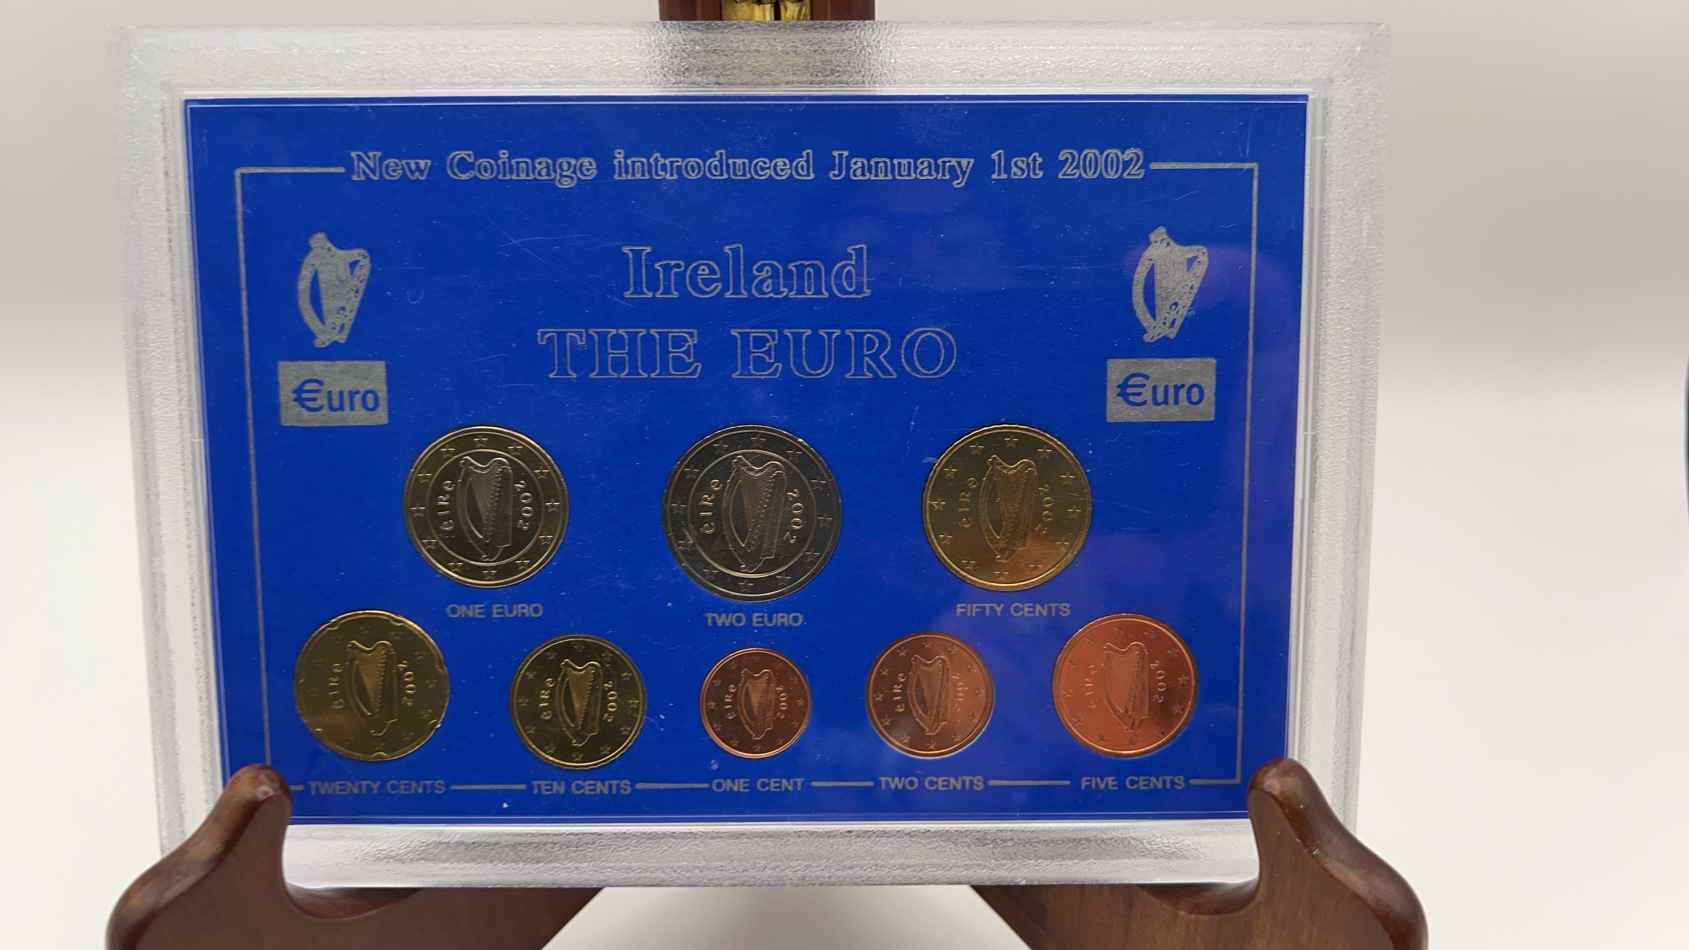 New Coinage introduced January 1st 2002
Ireland
THE EURO
€uro
€uro
éIRe 2002
éIRe 2002
éIRe 2002
ONE EURO
TWO EURO
FIFTY CENTS
éIRe 2002
éIRe 2002
éIRe 2002
éIRe 2002
éIRe 2002
TWENTY CENTS
TEN CENTS
ONE CENT
TWO CENTS
FIVE CENTS